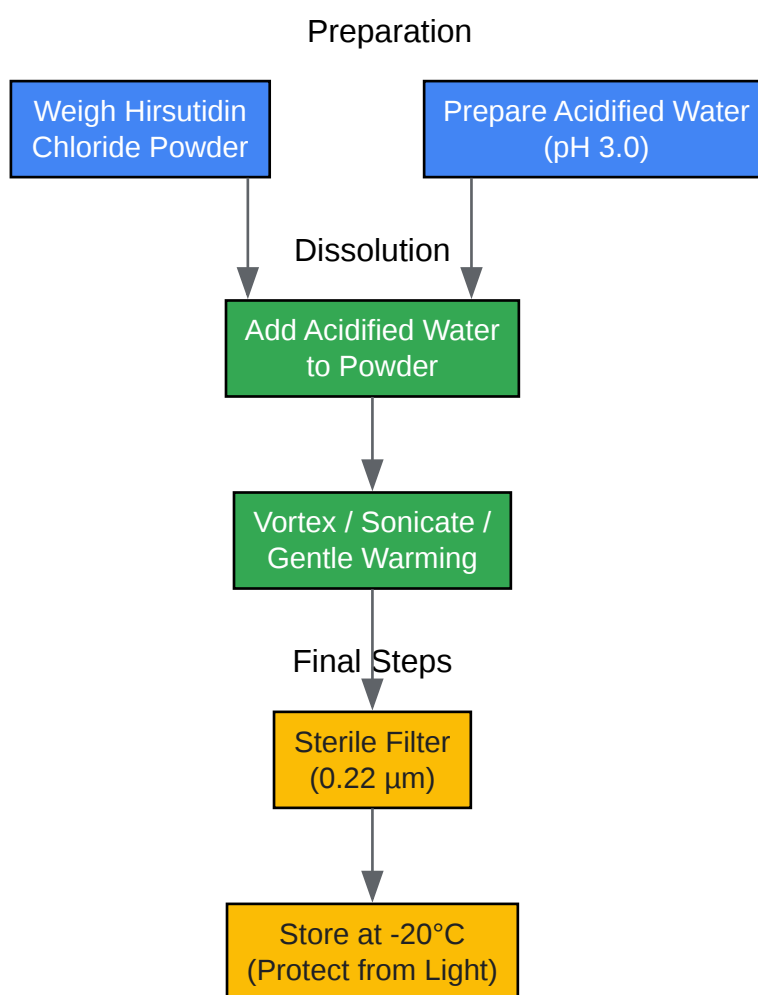 Preparation
Weigh Hirsutidin
Chloride Powder
Prepare Acidified Water
(pH 3.0)
Dissolution
Add Acidified Water
to Powder
Vortex / Sonicate /
Gentle Warming
Final Steps
Sterile Filter
(0.22 µm)
Store at -20°C
(Protect from Light)